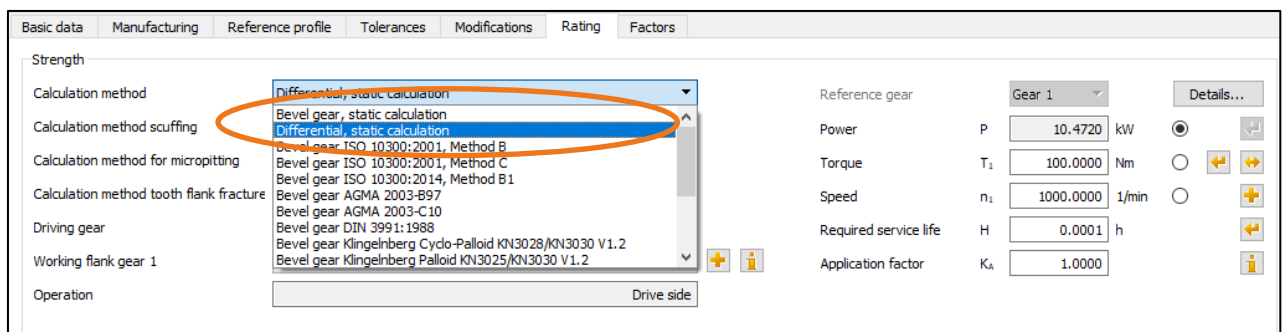 Basic data Manufacturing Reference profile Tolerances Modifications Rating Factors
Strength
Calculation method Differential, static calculation Reference gear Gear 1 Details...
Bevel gear, static calculation
Calculation method scuffing Differential, static calculation Power P 10.4720 kW
Bevel gear ISO 10300:2001, Method B
Calculation method for micropitting Bevel gear ISO 10300:2001, Method C Torque T₁ 100.0000 Nm
Bevel gear ISO 10300:2014, Method B1
Calculation method tooth flank fracture Bevel gear AGMA 2003-B97 Speed n₁ 1000.0000 1/min
Bevel gear AGMA 2003-C10
Driving gear Bevel gear DIN 3991:1988 Required service life H 0.0001 h
Bevel gear Klingelnberg Cyclo-Palloid KN3028/KN3030 V1.2
Working flank gear 1 Bevel gear Klingelnberg Palloid KN3025/KN3030 V1.2 Application factor K_A 1.0000
Operation Drive side